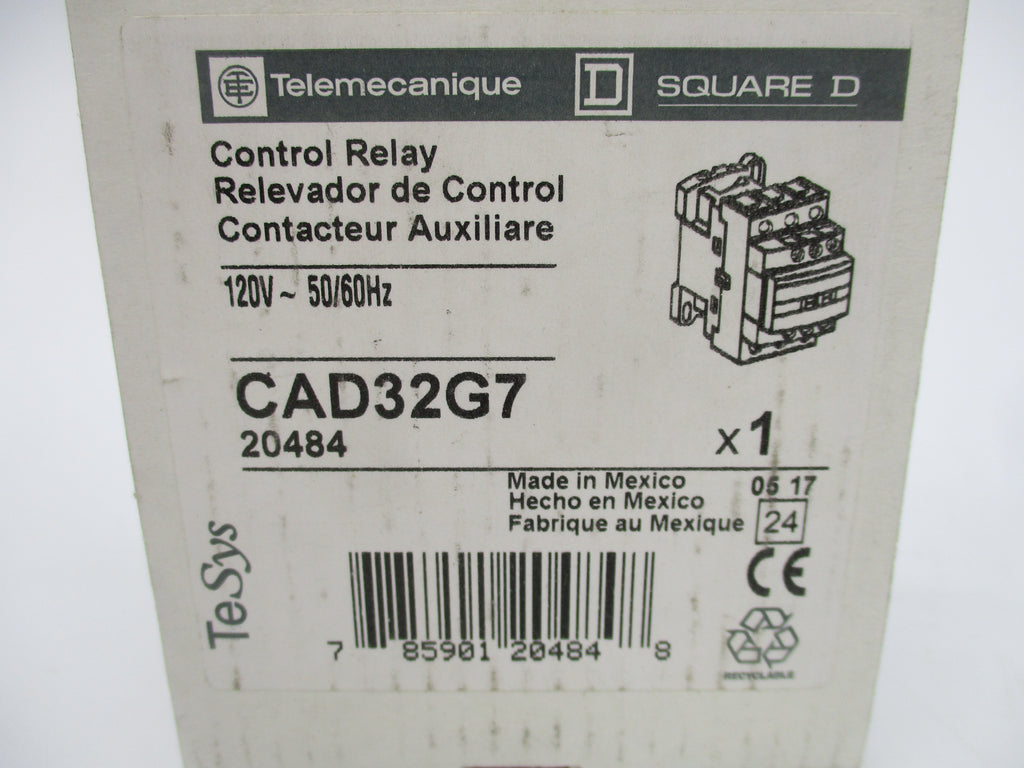 Telemecanique D SQUARE D
Control Relay
Relevador de Control
Contacteur Auxiliare
120V ~ 50/60Hz
CAD32G7
20484
x 1
Made in Mexico 05 17
Hecho en Mexico
Fabrique au Mexique 24
CE
TeSys
7 85901 20484 8
RECYCLABLE